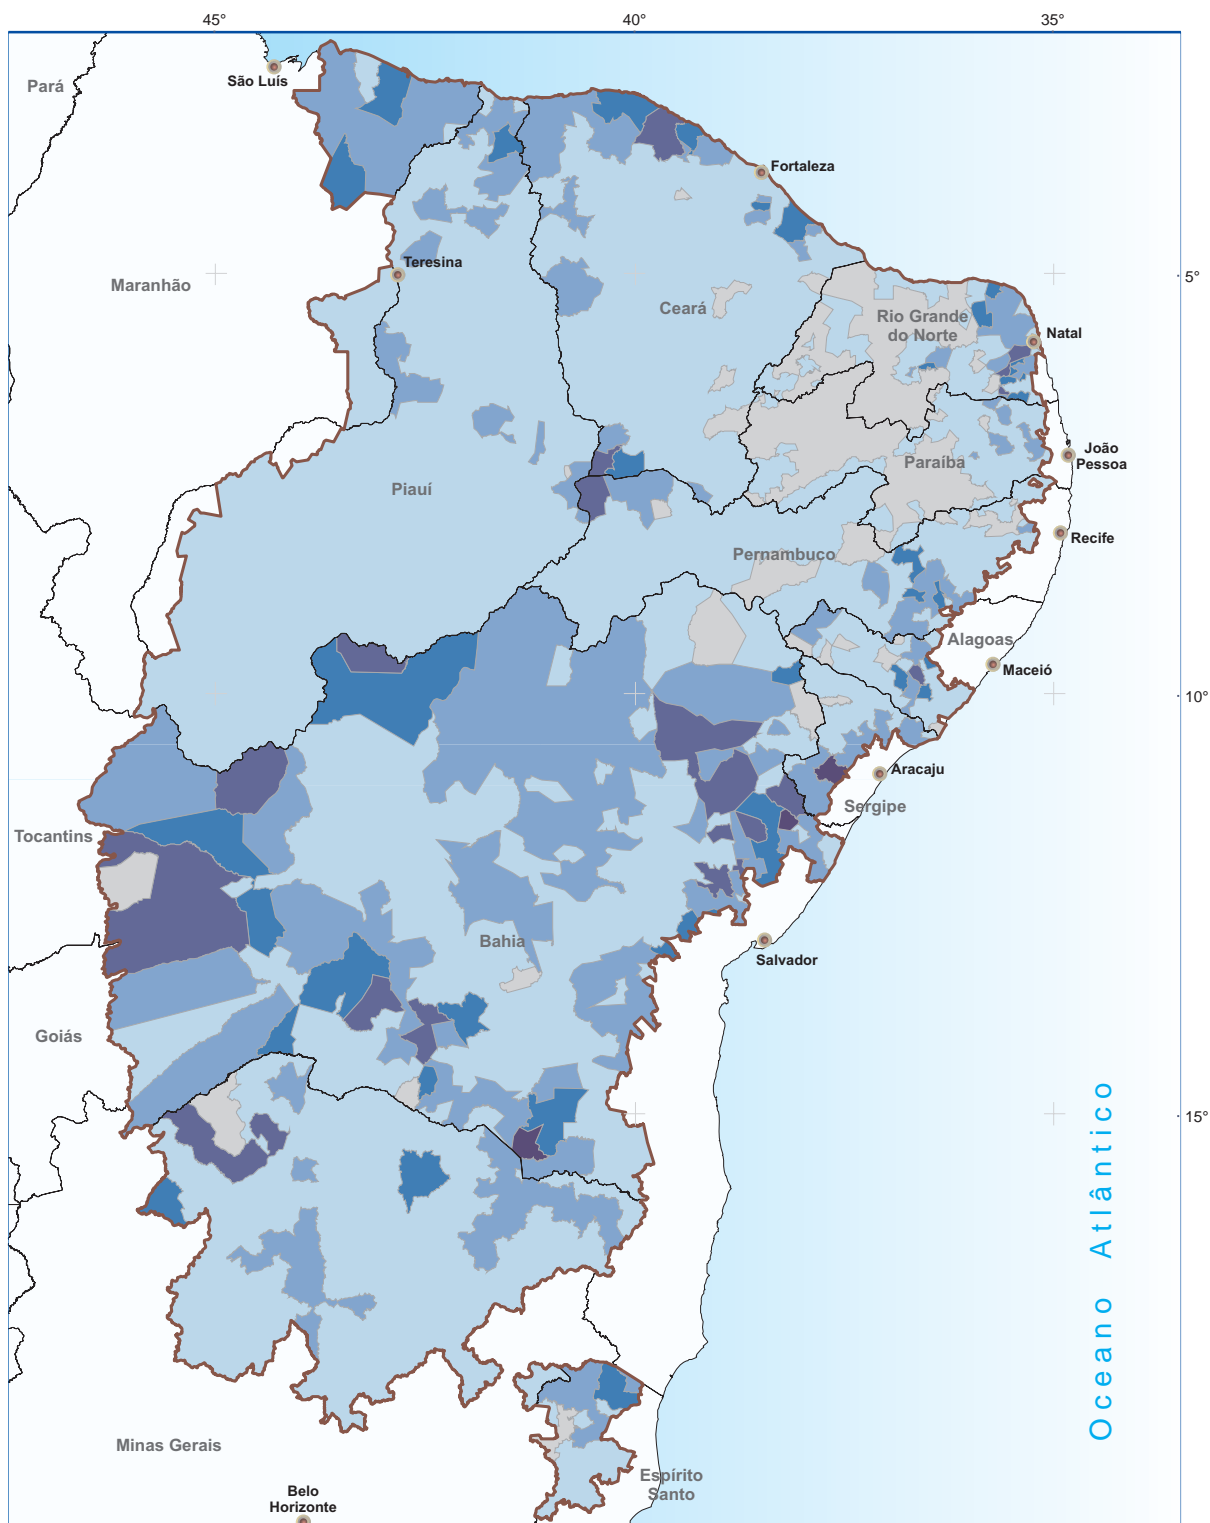 45°
40°
35°
São Luís
Pará
Fortaleza
Teresina
5°
Maranhão
Ceará
Rio Grande
do Norte
Natal
João
Pessoa
Paraíba
Piauí
Recife
Pernambuco
Alagoas
Maceió
10°
Aracaju
Sergipe
Tocantins
Bahia
Salvador
Goiás
15°
Oceano Atlântico
Minas Gerais
Espírito
Santo
Belo
Horizonte